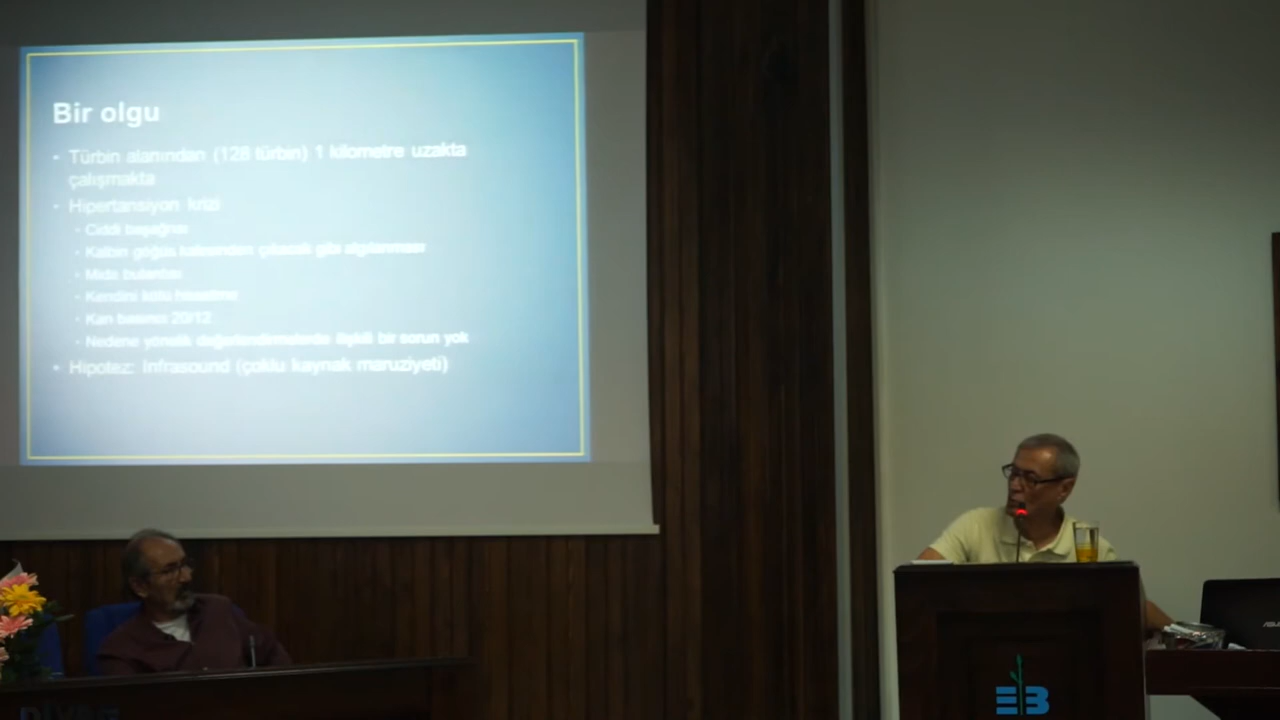 Bir olgu
Türbin alanından (128 türbin) 1 kilometre uzakta
çalışmakta
Hipertansiyon krizi
Ciddi başağrısı
Kalbin göğüs kafesinden çıkacak gibi algılanması
Mide bulantısı
Kendini kötü hissetme
Kan basıncı 20/12
Nedene yönelik değerlendirmelerde ilişkili bir sorun yok
Hipotez: Infrasound (çoklu kaynak maruziyeti)